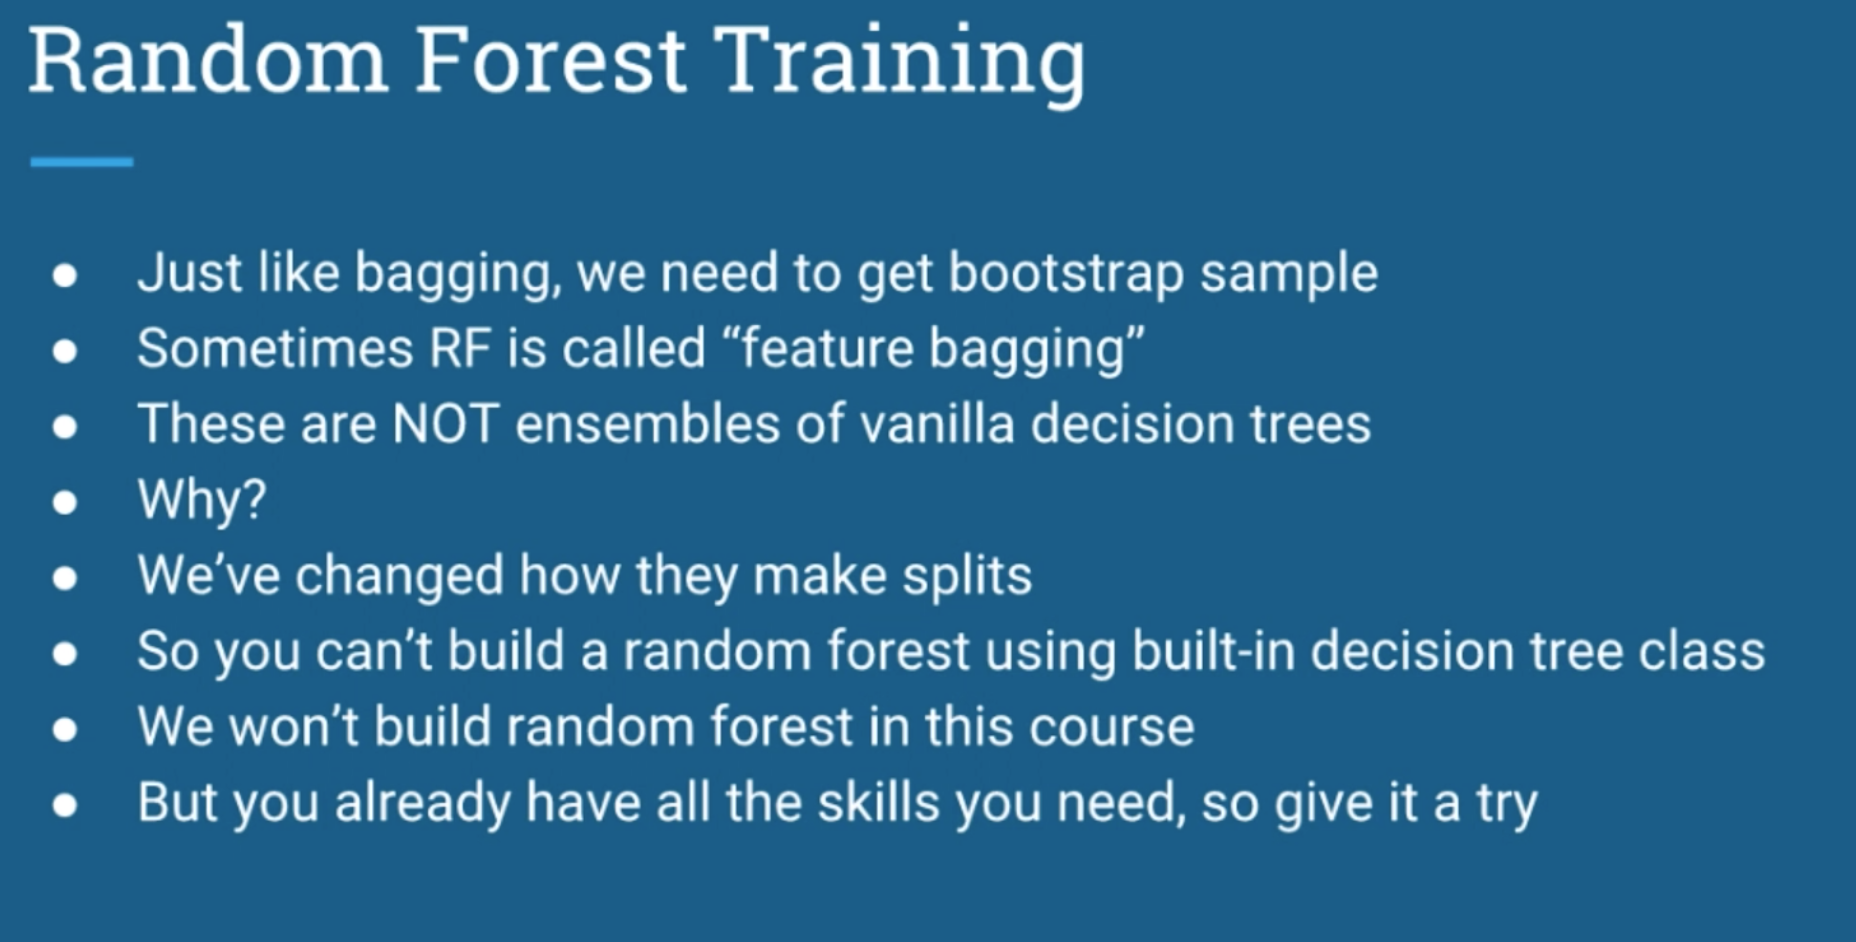 Random Forest Training
● Just like bagging, we need to get bootstrap sample
● Sometimes RF is called “feature bagging”
● These are NOT ensembles of vanilla decision trees
● Why?
● We’ve changed how they make splits
● So you can’t build a random forest using built-in decision tree class
● We won’t build random forest in this course
● But you already have all the skills you need, so give it a try